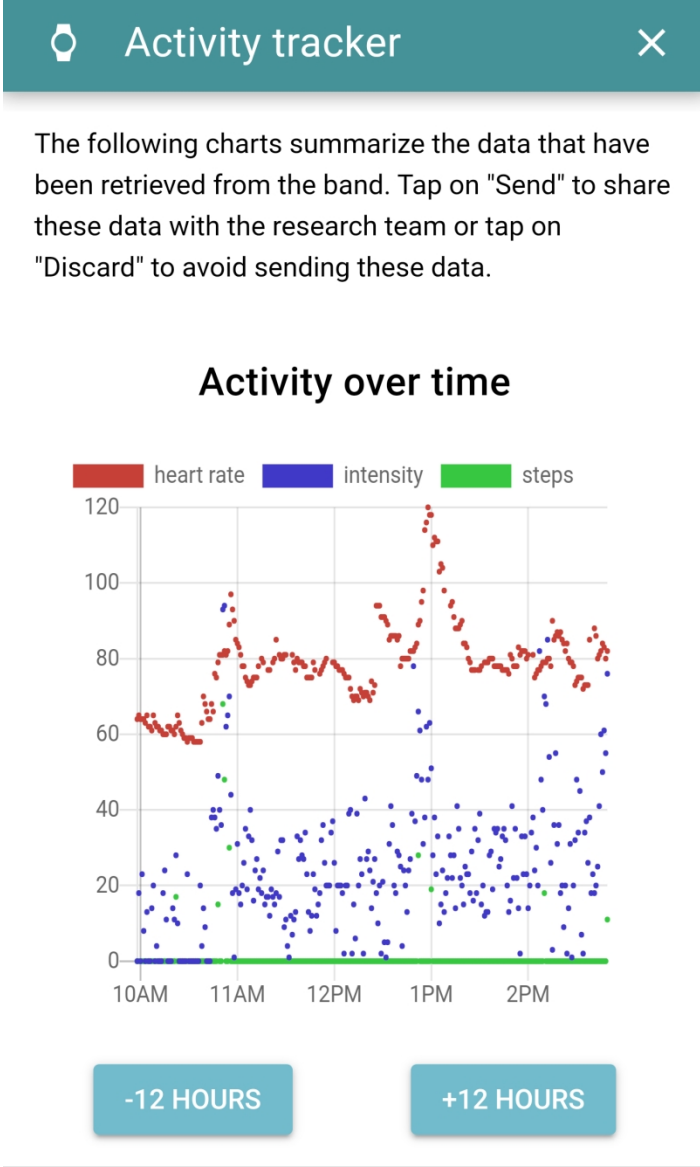 Activity tracker
The following charts summarize the data that have
been retrieved from the band. Tap on "Send" to share
these data with the research team or tap on
"Discard" to avoid sending these data.
Activity over time
heart rate intensity steps
120
100
80
60
40
20
0
10AM 11AM 12PM 1PM 2PM
-12 HOURS +12 HOURS